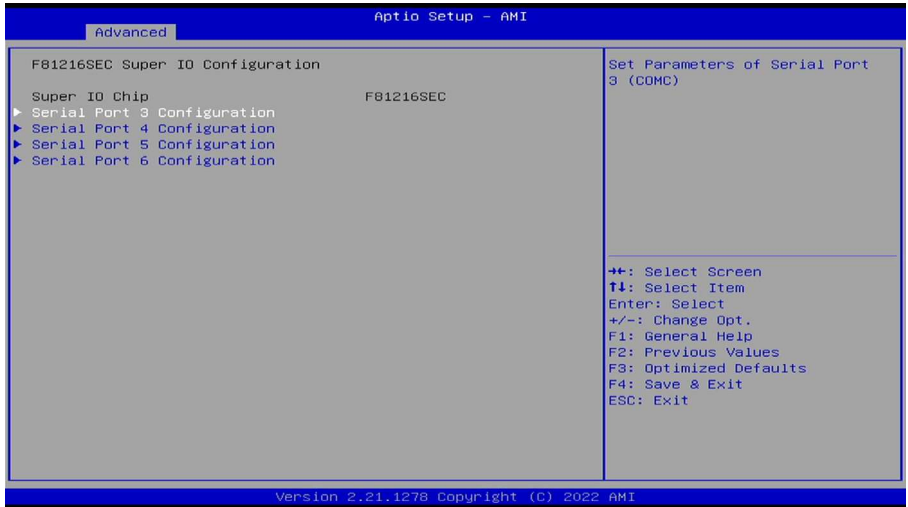 Aptio Setup – AMI
Advanced
F81216SEC Super IO Configuration
Super IO Chip F81216SEC
▶ Serial Port 3 Configuration
▶ Serial Port 4 Configuration
▶ Serial Port 5 Configuration
▶ Serial Port 6 Configuration
Set Parameters of Serial Port
3 (COMC)
→←: Select Screen
↑↓: Select Item
Enter: Select
+/-: Change Opt.
F1: General Help
F2: Previous Values
F3: Optimized Defaults
F4: Save & Exit
ESC: Exit
Version 2.21.1278 Copyright (C) 2022 AMI